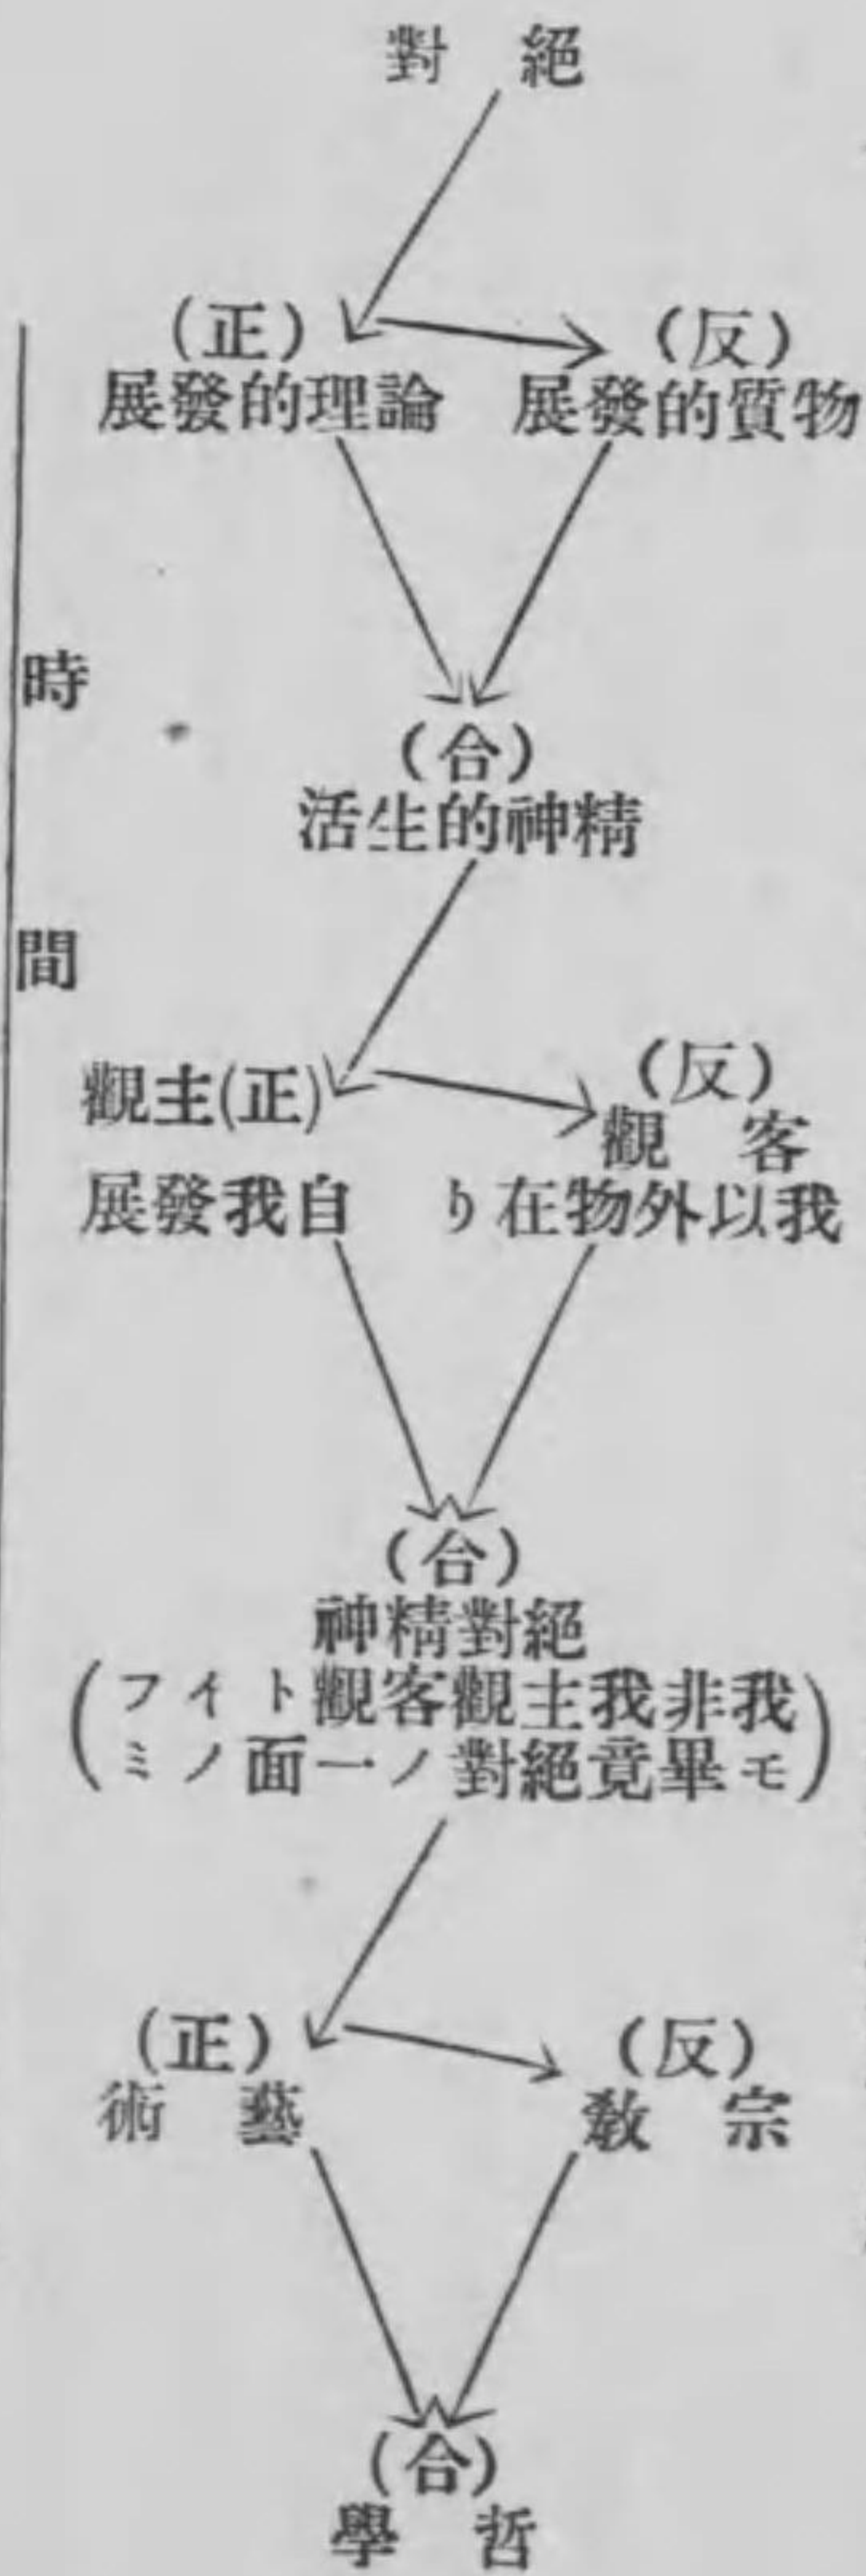 絕對
(正)
論理的發展
(反)
物質的發展
時間
(合)
精神的生活
(正)主觀
自我發展
(反)
客觀
我以外物在り
(合)
絕對精神
(我非我主觀客觀トイフ
モ畢竟絕對ノ一面ノミ)
(正)
藝術
(反)
宗敎
(合)
哲學